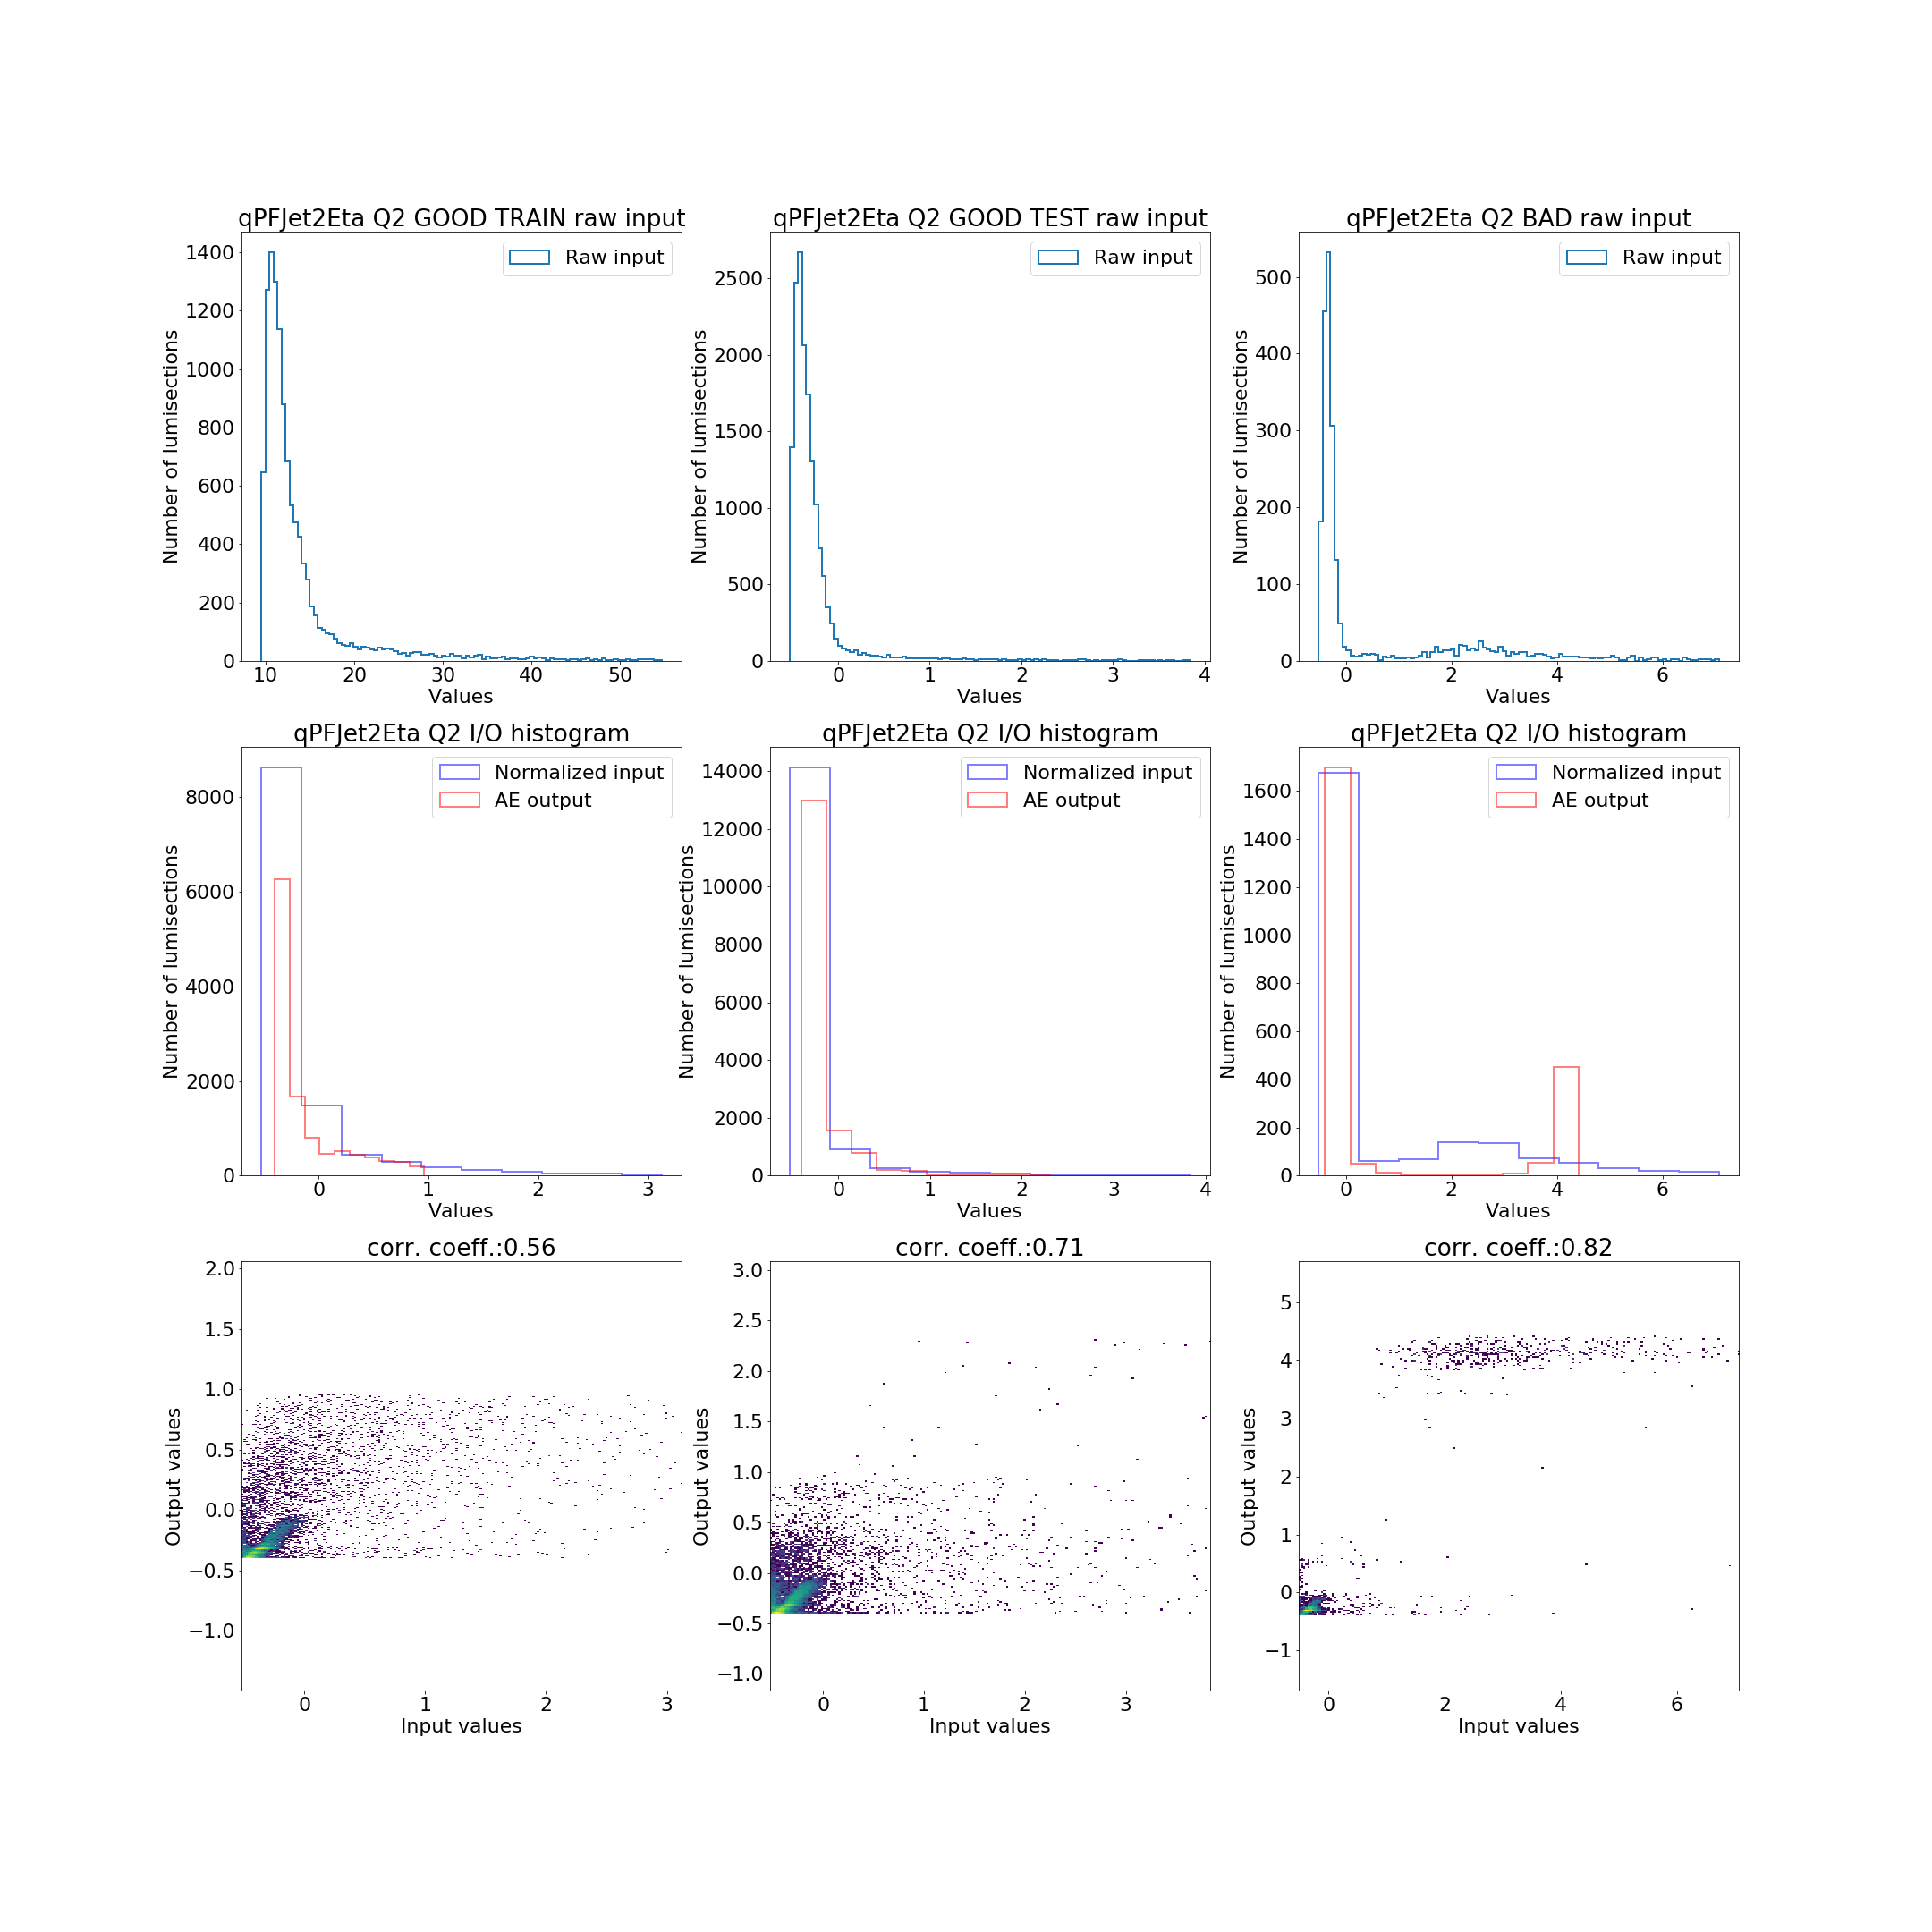 qPFJet2Eta Q2 GOOD TRAIN raw input
Raw input
Number of lumisections
1400
1200
1000
800
600
400
200
0
10 20 30 40 50
Values
qPFJet2Eta Q2 GOOD TEST raw input
Raw input
Number of lumisections
2500
2000
1500
1000
500
0
0 1 2 3 4
Values
qPFJet2Eta Q2 BAD raw input
Raw input
Number of lumisections
500
400
300
200
100
0
0 2 4 6
Values
qPFJet2Eta Q2 I/O histogram
Normalized input
AE output
Number of lumisections
8000
6000
4000
2000
0
0 1 2 3
Values
qPFJet2Eta Q2 I/O histogram
Normalized input
AE output
Number of lumisections
14000
12000
10000
8000
6000
4000
2000
0
0 1 2 3 4
Values
qPFJet2Eta Q2 I/O histogram
Normalized input
AE output
Number of lumisections
1600
1400
1200
1000
800
600
400
200
0
0 2 4 6
Values
corr. coeff.:0.56
Output values
2.0
1.5
1.0
0.5
0.0
−0.5
−1.0
0 1 2 3
Input values
corr. coeff.:0.71
Output values
3.0
2.5
2.0
1.5
1.0
0.5
0.0
−0.5
−1.0
0 1 2 3
Input values
corr. coeff.:0.82
Output values
5
4
3
2
1
0
−1
0 2 4 6
Input values